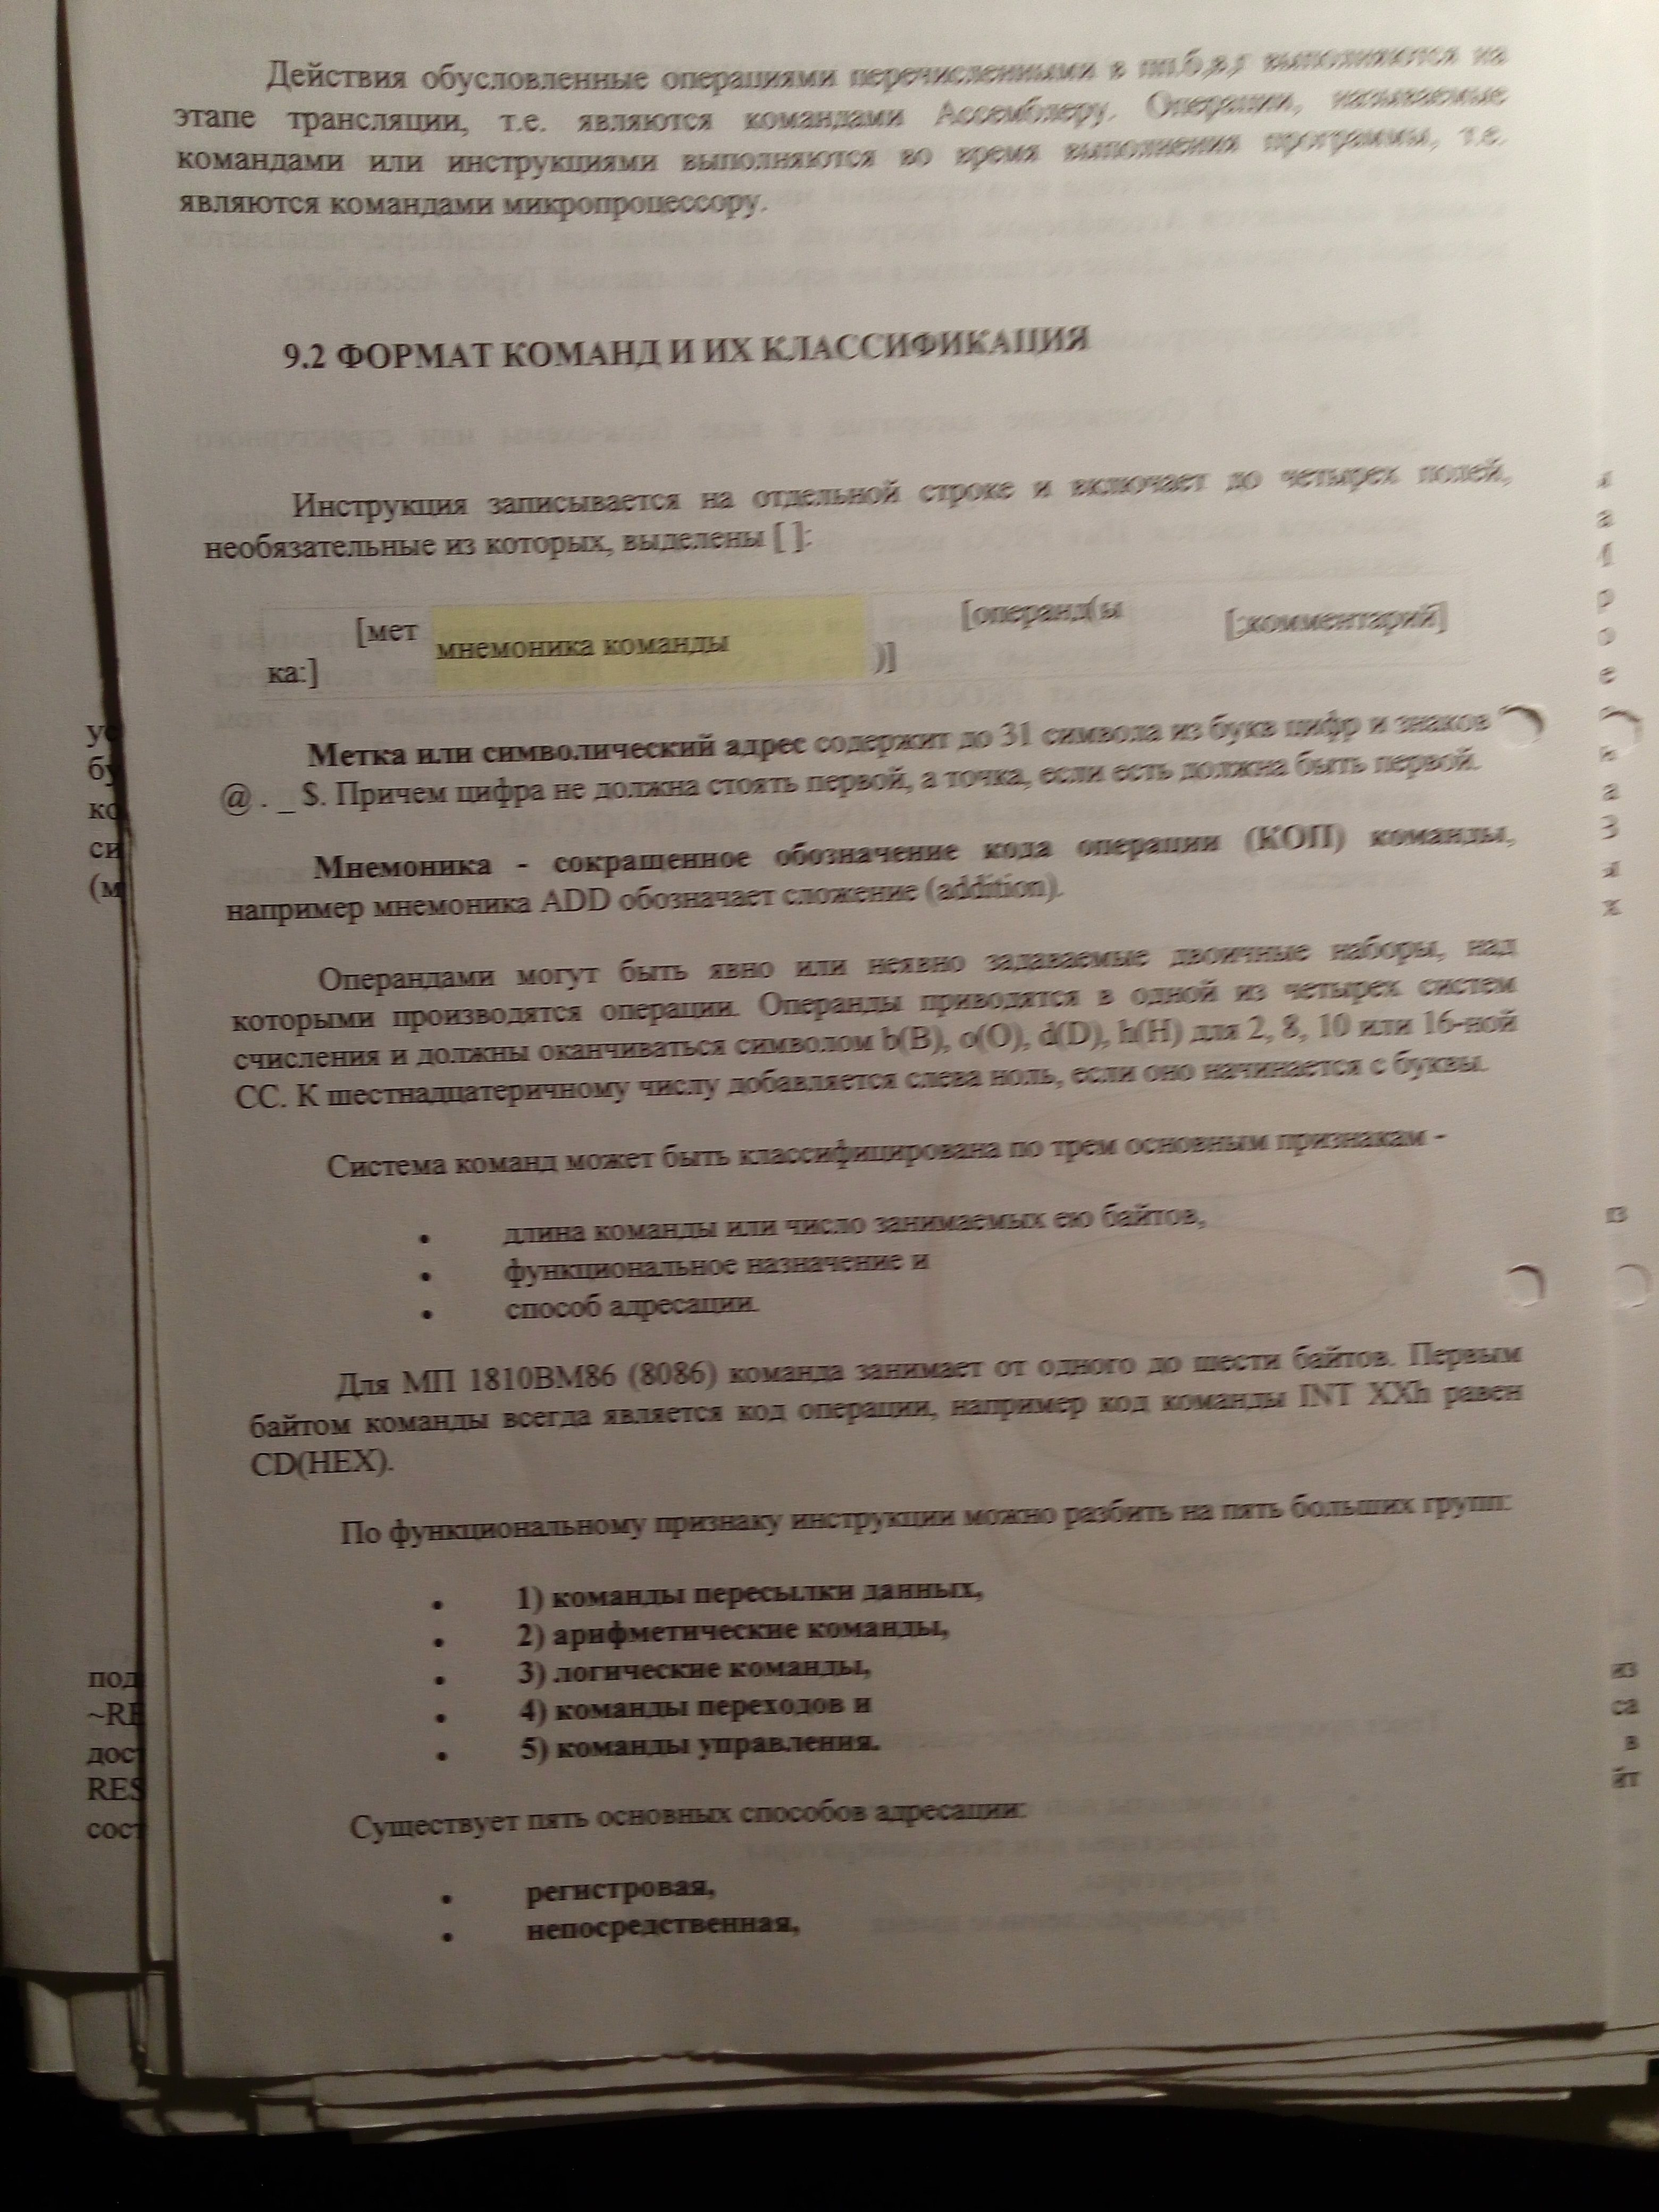 Действия обусловленные операциями перечисленными в пп.б,в,г выполняются на
этапе трансляции, т.е. являются командами Ассемблеру. Операции, называемые
командами или инструкциями выполняются во время выполнения программы, т.е.
являются командами микропроцессору.
9.2 ФОРМАТ КОМАНД И ИХ КЛАССИФИКАЦИЯ
Инструкция записывается на отдельной строке и включает до четырех полей,
необязательные из которых, выделены [ ]:
[мет
ка:]
мнемоника команды
[операнд(ы
)]
[;комментарий]
Метка или символический адрес содержит до 31 символа из букв цифр и знаков
@ . _ $. Причем цифра не должна стоять первой, а точка, если есть должна быть первой.
Мнемоника - сокращенное обозначение кода операции (КОП) команды,
например мнемоника ADD обозначает сложение (addition).
Операндами могут быть явно или неявно задаваемые двоичные наборы, над
которыми производятся операции. Операнды приводятся в одной из четырех систем
счисления и должны оканчиваться символом b(B), o(O), d(D), h(H) для 2, 8, 10 или 16-ной
СС. К шестнадцатеричному числу добавляется слева ноль, если оно начинается с буквы.
Система команд может быть классифицирована по трем основным признакам -
• длина команды или число занимаемых ею байтов,
• функциональное назначение и
• способ адресации.
Для МП 1810ВМ86 (8086) команда занимает от одного до шести байтов. Первым
байтом команды всегда является код операции, например код команды INT XXh равен
CD(HEX).
По функциональному признаку инструкции можно разбить на пять больших групп:
• 1) команды пересылки данных,
• 2) арифметические команды,
• 3) логические команды,
• 4) команды переходов и
• 5) команды управления.
Существует пять основных способов адресации:
• регистровая,
• непосредственная,